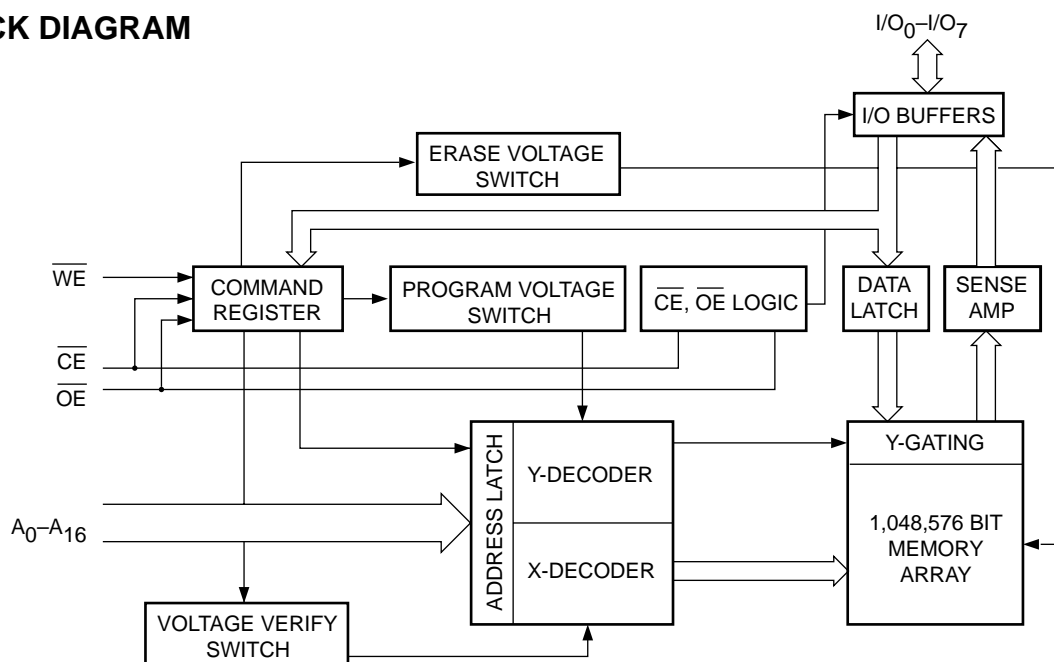 CK DIAGRAM
I/O0–I/O7
I/O BUFFERS
ERASE VOLTAGE
SWITCH
WE
COMMAND
REGISTER
PROGRAM VOLTAGE
SWITCH
CE, OE LOGIC
DATA
LATCH
SENSE
AMP
CE
OE
ADDRESS LATCH
Y-DECODER
Y-GATING
A0–A16
X-DECODER
1,048,576 BIT
MEMORY
ARRAY
VOLTAGE VERIFY
SWITCH